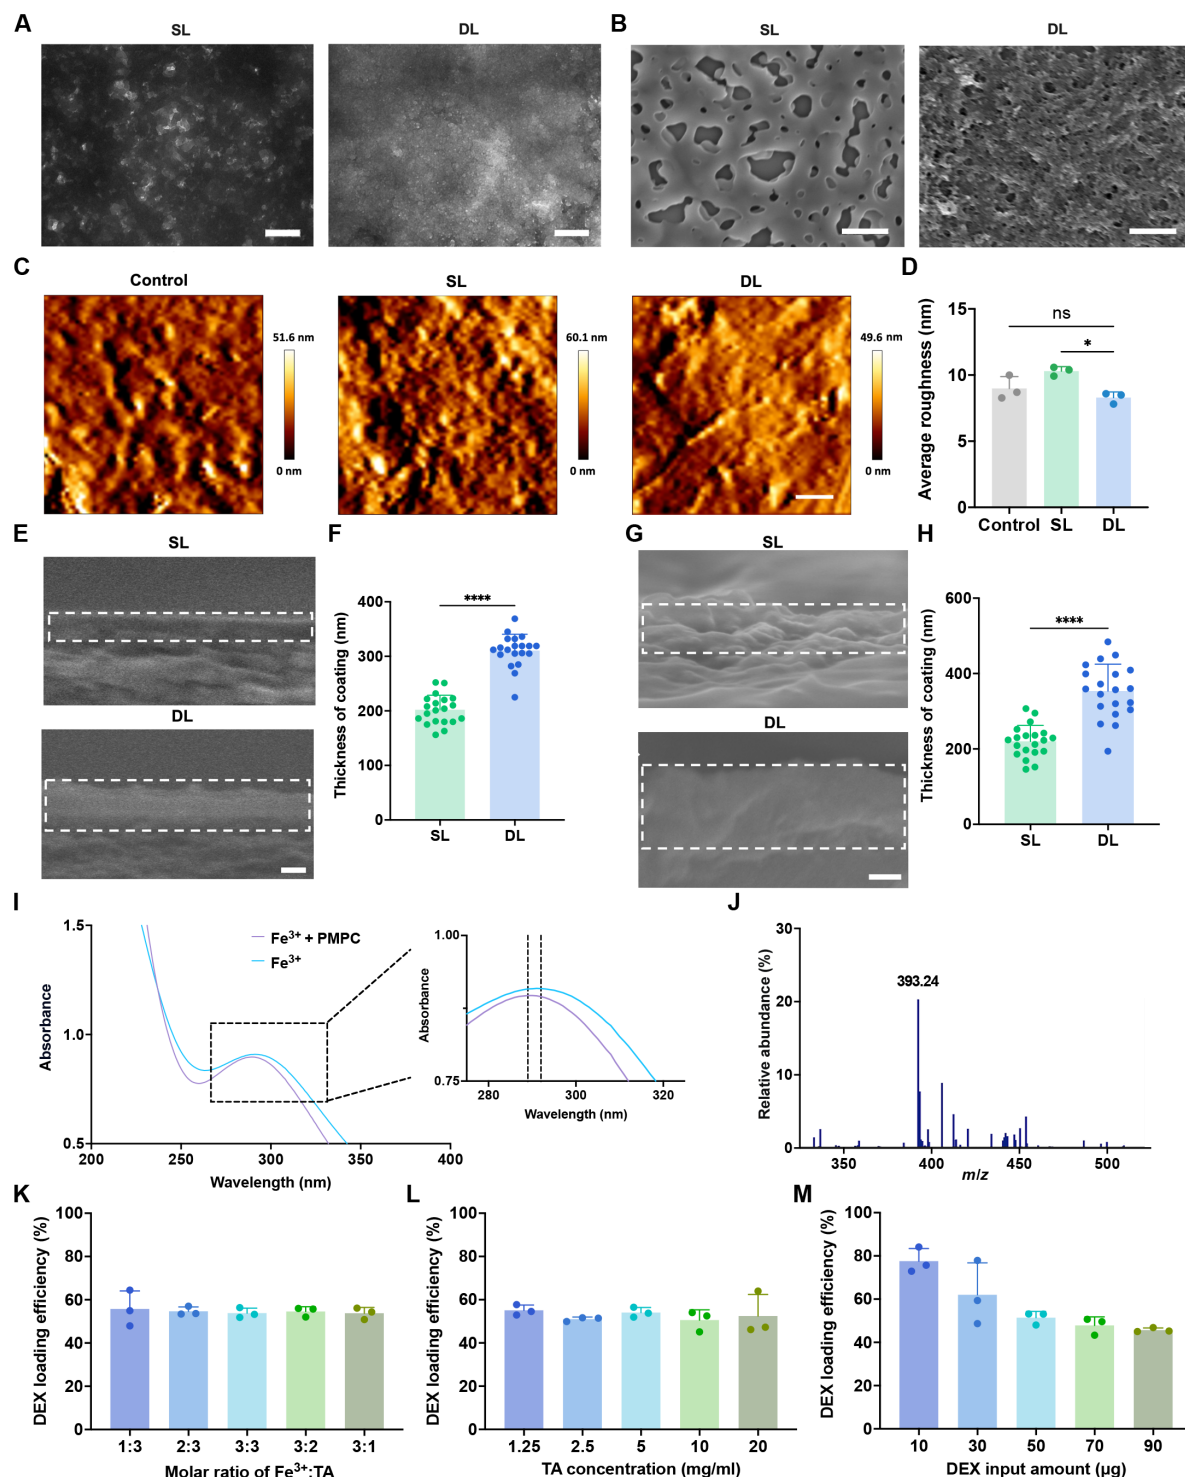 A
SL
DL
B
SL
DL
C
Control
51.6 nm
0 nm
SL
60.1 nm
0 nm
DL
49.6 nm
0 nm
D
Average roughness (nm)
15
10
5
0
ns
*
Control
SL
DL
E
SL
DL
F
Thickness of coating (nm)
400
300
200
100
0
****
SL
DL
G
SL
DL
H
Thickness of coating (nm)
600
400
200
0
****
SL
DL
I
Absorbance
1.5
1.0
0.5
200
250
300
350
400
Wavelength (nm)
Fe³⁺ + PMPC
Fe³⁺
Absorbance
1.00
0.75
280
300
320
Wavelength (nm)
J
Relative abundance (%)
30
20
10
0
393.24
350
400
450
500
m/z
K
DEX loading efficiency (%)
100
80
60
40
20
0
1:3
2:3
3:3
3:2
3:1
Molar ratio of Fe³⁺:TA
L
DEX loading efficiency (%)
100
80
60
40
20
0
1.25
2.5
5
10
20
TA concentration (mg/ml)
M
DEX loading efficiency (%)
100
80
60
40
20
0
10
30
50
70
90
DEX input amount (µg)